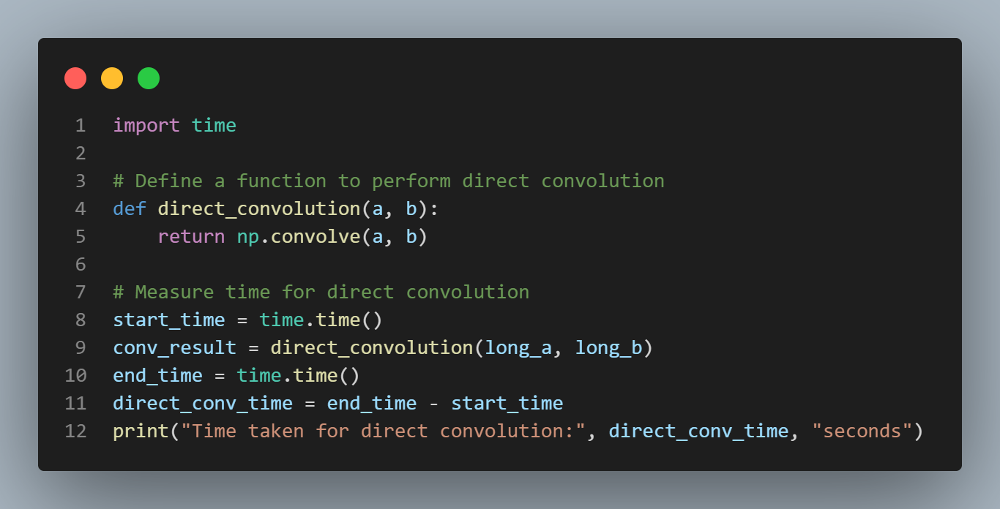 1 import time
2
3 # Define a function to perform direct convolution
4 def direct_convolution(a, b):
5     return np.convolve(a, b)
6
7 # Measure time for direct convolution
8 start_time = time.time()
9 conv_result = direct_convolution(long_a, long_b)
10 end_time = time.time()
11 direct_conv_time = end_time - start_time
12 print("Time taken for direct convolution:", direct_conv_time, "seconds")